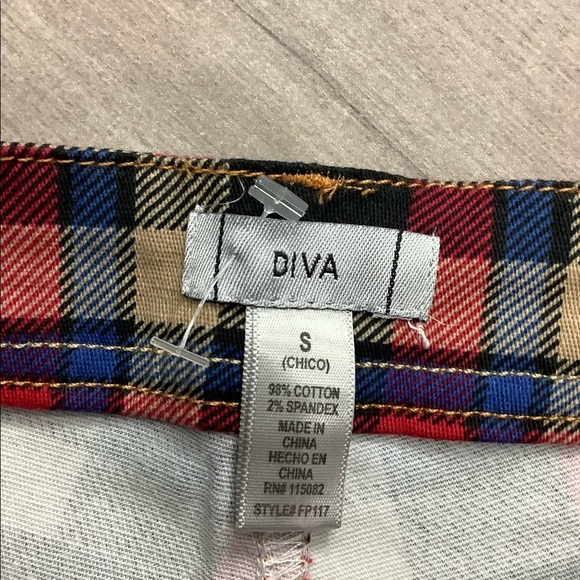 DIVA
S
(CHICO)
98% COTTON
2% SPANDEX
MADE IN
CHINA
HECHO EN
CHINA
RN# 115082
STYLE# FP117